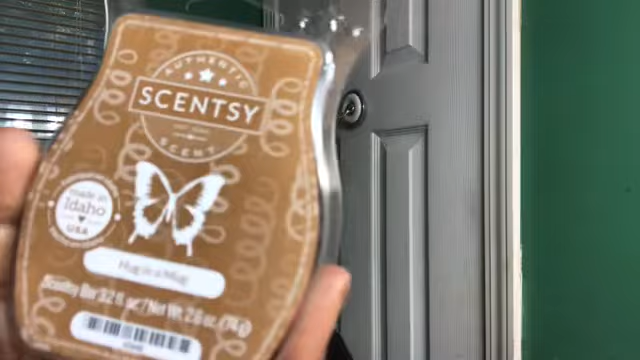 AUTHENTIC
SCENTSY
SCENT
made in
Idaho
USA
Hug in a Mug
Scentsy Bar 3.2 fl. oz / Net Wt. 2.6 oz. (74g)